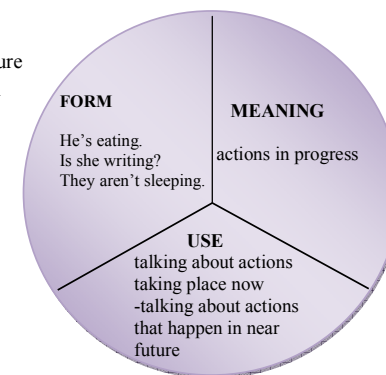 FORM
He's eating.
Is she writing?
They aren't sleeping.
MEANING
actions in progress
USE
talking about actions
taking place now
-talking about actions
that happen in near
future